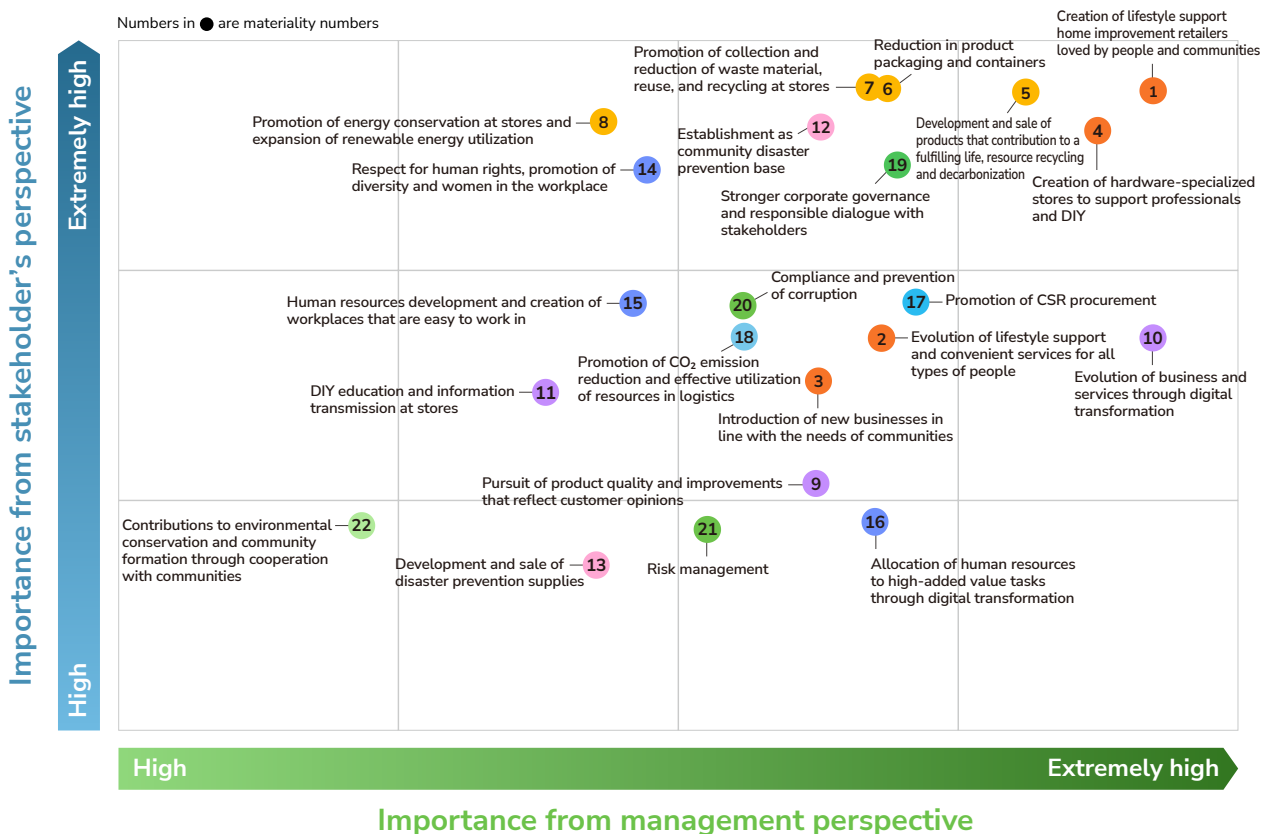 Numbers in ● are materiality numbers
Importance from stakeholder's perspective
Extremely high
High
Creation of lifestyle support
home improvement retailers
loved by people and communities
1
Promotion of collection and
reduction of waste material,
reuse, and recycling at stores
7
Reduction in product
packaging and containers
6
5
Development and sale of
products that contribution to a
fulfilling life, resource recycling
and decarbonization
4
Creation of hardware-specialized
stores to support professionals
and DIY
Promotion of energy conservation at stores and
expansion of renewable energy utilization
8
Establishment as
community disaster
prevention base
12
Respect for human rights, promotion of
diversity and women in the workplace
14
19
Stronger corporate governance
and responsible dialogue with
stakeholders
Human resources development and creation of
workplaces that are easy to work in
15
Compliance and prevention
of corruption
20
17
Promotion of CSR procurement
18
Promotion of CO₂ emission
reduction and effective utilization
of resources in logistics
2
Evolution of lifestyle support
and convenient services for all
types of people
10
Evolution of business and
services through digital
transformation
DIY education and information
transmission at stores
11
3
Introduction of new businesses in
line with the needs of communities
Pursuit of product quality and improvements
that reflect customer opinions
9
Contributions to environmental
conservation and community
formation through cooperation
with communities
22
Development and sale of
disaster prevention supplies
13
21
Risk management
16
Allocation of human resources
to high-added value tasks
through digital transformation
High
Extremely high
Importance from management perspective